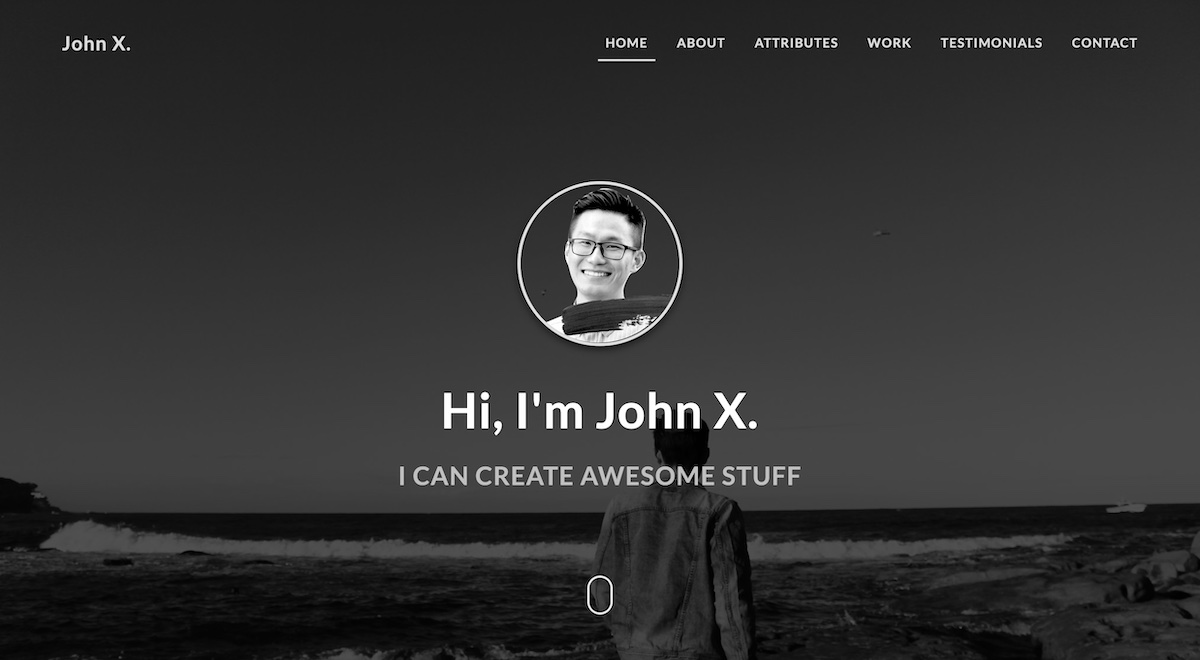 John X.
HOME ABOUT ATTRIBUTES WORK TESTIMONIALS CONTACT
Hi, I'm John X.
I CAN CREATE AWESOME STUFF